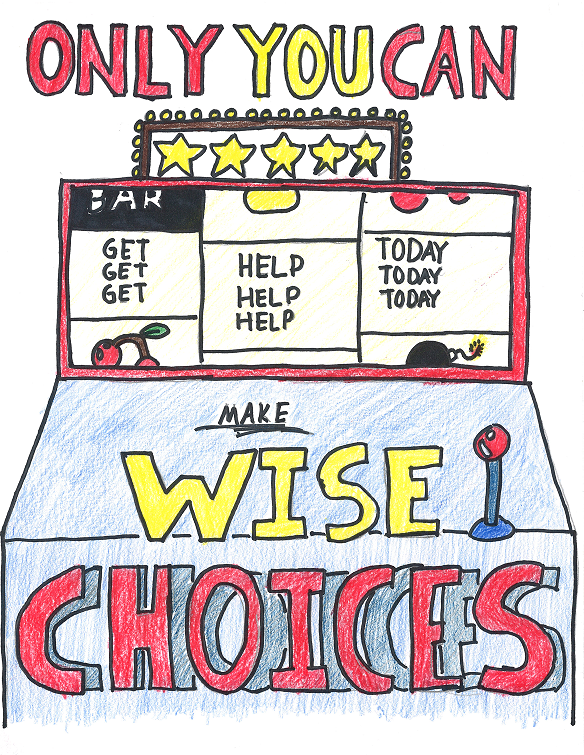 ONLY YOU CAN
BAR
GET
GET
GET
HELP
HELP
HELP
TODAY
TODAY
TODAY
MAKE
WISE
CHOICES